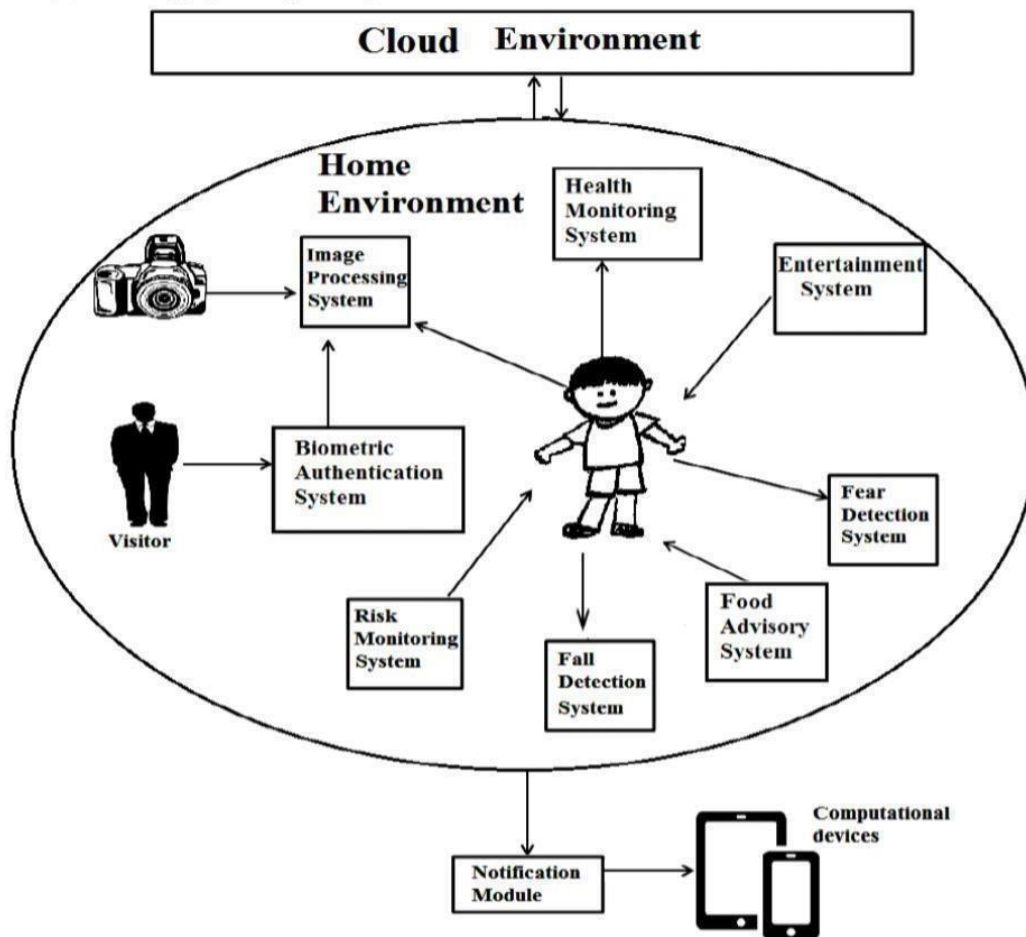 Cloud Environment
Home
Environment
Health
Monitoring
System
Image
Processing
System
Entertainment
System
Biometric
Authentication
System
Visitor
Fear
Detection
System
Risk
Monitoring
System
Food
Advisory
System
Fall
Detection
System
Computational
devices
Notification
Module